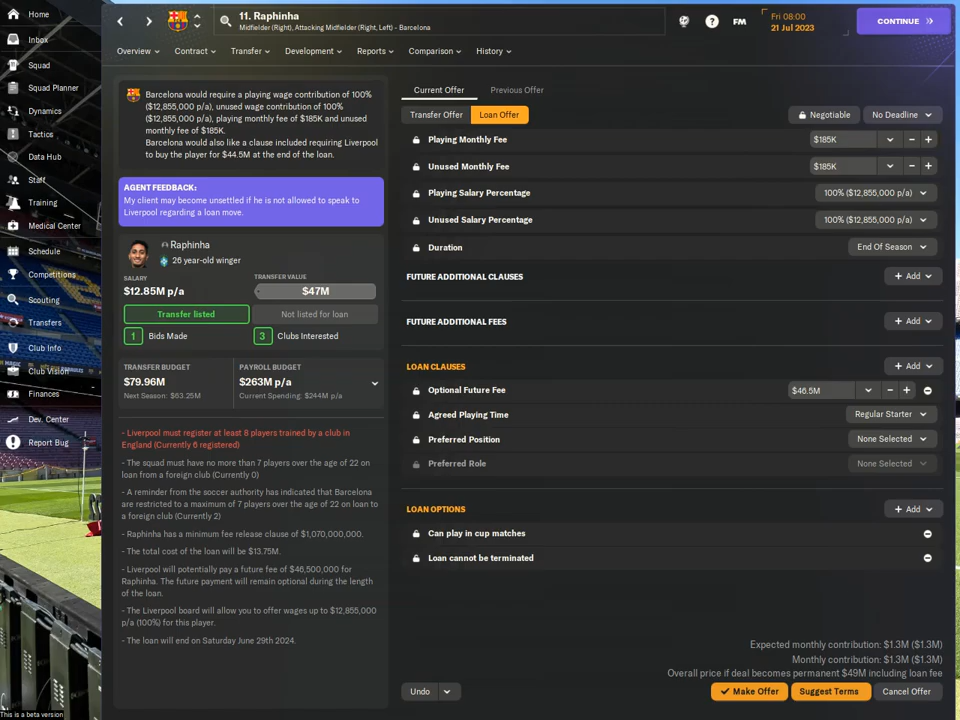 Home
Inbox
Squad
Squad Planner
Dynamics
Tactics
Data Hub
Staff
Training
Medical Center
Schedule
Competitions
Scouting
Transfers
Club Info
Club Vision
Finances
Dev. Center
Report Bug
This is a beta version
11. Raphinha
Midfielder (Right), Attacking Midfielder (Right, Left) - Barcelona
?
FM
Fri 08:00
21 Jul 2023
CONTINUE
Overview
Contract
Transfer
Development
Reports
Comparison
History
Barcelona would require a playing wage contribution of 100%
($12,855,000 p/a), unused wage contribution of 100%
($12,855,000 p/a), playing monthly fee of $185K and unused
monthly fee of $185K.
Barcelona would also like a clause included requiring Liverpool
to buy the player for $44.5M at the end of the loan.
AGENT FEEDBACK:
My client may become unsettled if he is not allowed to speak to
Liverpool regarding a loan move.
Raphinha
26 year-old winger
SALARY
$12.85M p/a
TRANSFER VALUE
$47M
Transfer listed
Not listed for loan
1 Bids Made
3 Clubs Interested
TRANSFER BUDGET
$79.96M
Next Season: $63.25M
PAYROLL BUDGET
$263M p/a
Current Spending: $244M p/a
- Liverpool must register at least 8 players trained by a club in
England (Currently 6 registered)
- The squad must have no more than 7 players over the age of 22 on
loan from a foreign club (Currently 0)
- A reminder from the soccer authority has indicated that Barcelona
are restricted to a maximum of 7 players over the age of 22 on loan to
a foreign club (Currently 2)
- Raphinha has a minimum fee release clause of $1,070,000,000.
- The total cost of the loan will be $13.75M.
- Liverpool will potentially pay a future fee of $46,500,000 for
Raphinha. The future payment will remain optional during the length
of the loan.
- The Liverpool board will allow you to offer wages up to $12,855,000
p/a (100%) for this player.
- The loan will end on Saturday June 29th 2024.
Current Offer
Previous Offer
Transfer Offer
Loan Offer
Negotiable
No Deadline
Playing Monthly Fee
$185K
Unused Monthly Fee
$185K
Playing Salary Percentage
100% ($12,855,000 p/a)
Unused Salary Percentage
100% ($12,855,000 p/a)
Duration
End Of Season
FUTURE ADDITIONAL CLAUSES
+ Add
FUTURE ADDITIONAL FEES
+ Add
LOAN CLAUSES
+ Add
Optional Future Fee
$46.5M
Agreed Playing Time
Regular Starter
Preferred Position
None Selected
Preferred Role
None Selected
LOAN OPTIONS
+ Add
Can play in cup matches
Loan cannot be terminated
Expected monthly contribution: $1.3M ($1.3M)
Monthly contribution: $1.3M ($1.3M)
Overall price if deal becomes permanent $49M including loan fee
Undo
Make Offer
Suggest Terms
Cancel Offer